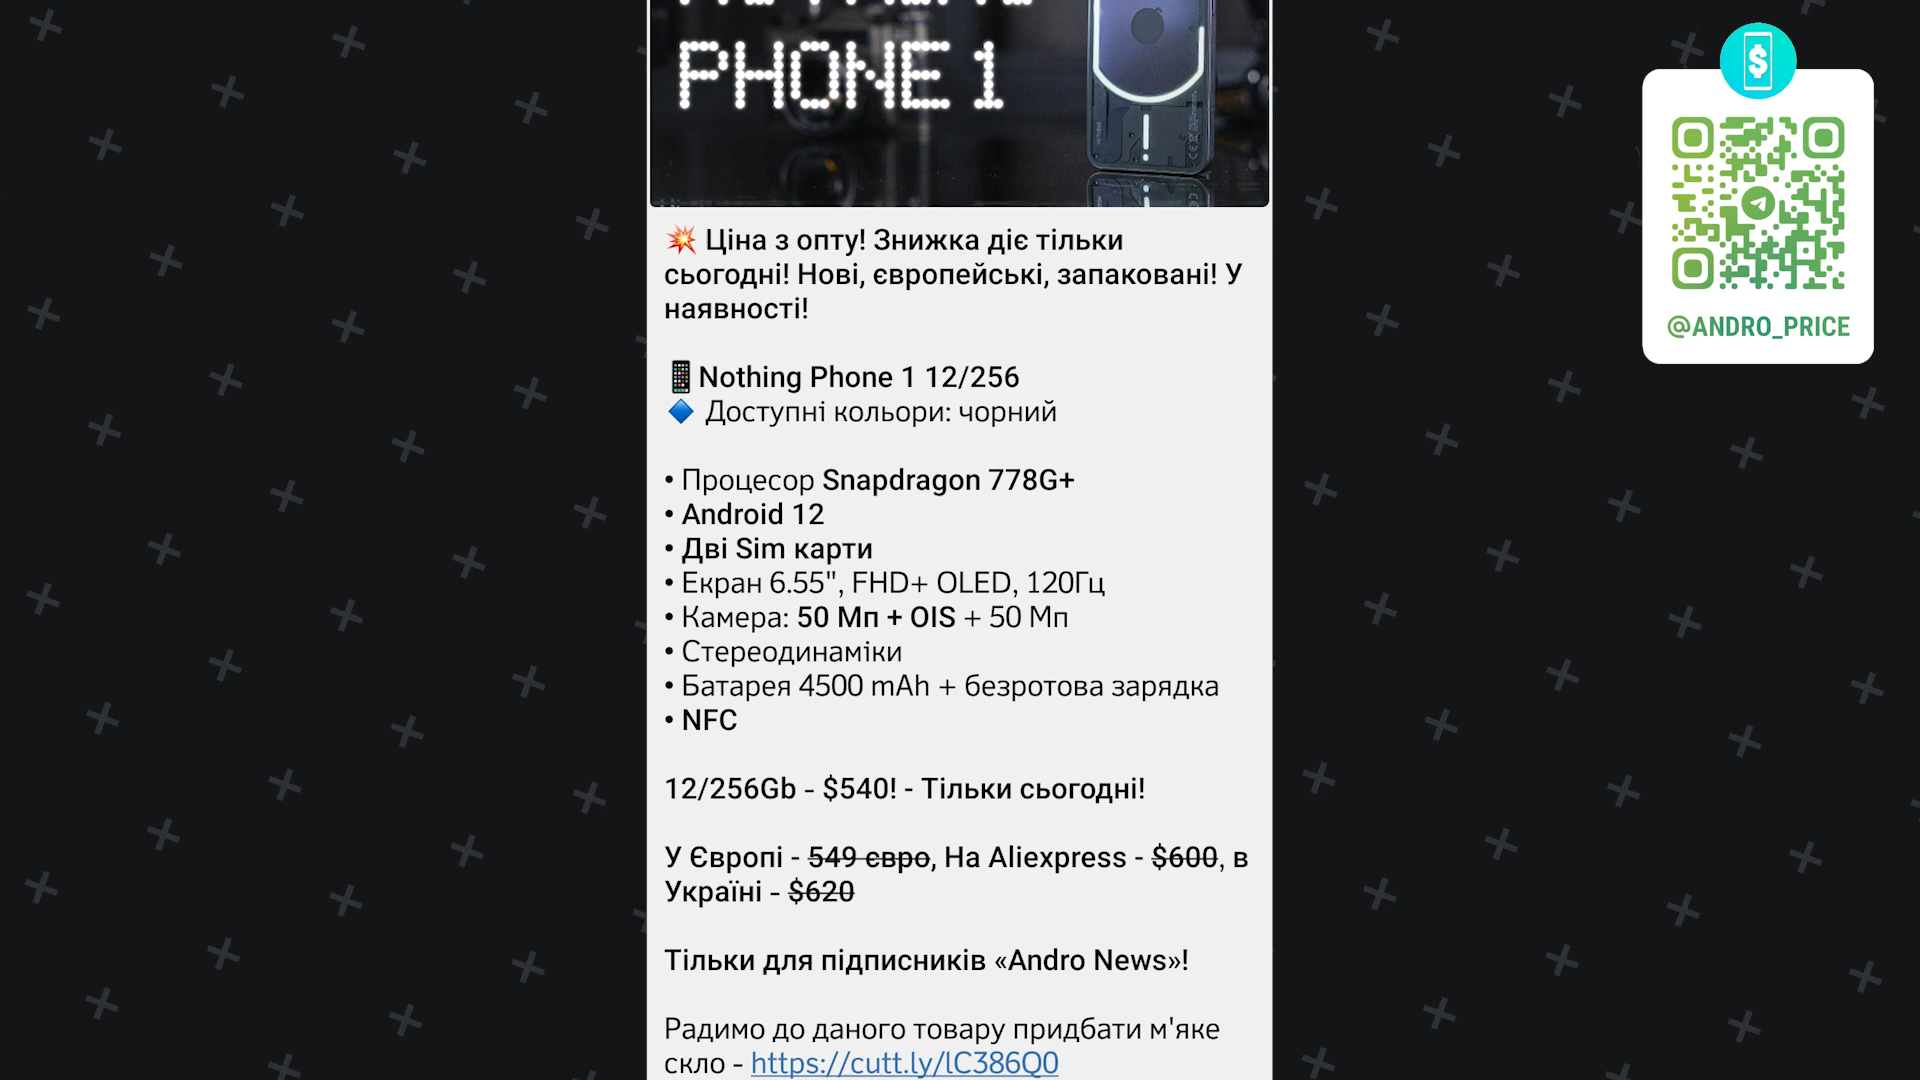 PHONE 1
💥 Ціна з опту! Знижка діє тільки
сьогодні! Нові, європейські, запаковані! У
наявності!
📱Nothing Phone 1 12/256
🔷 Доступні кольори: чорний
• Процесор Snapdragon 778G+
• Android 12
• Дві Sim карти
• Екран 6.55", FHD+ OLED, 120Гц
• Камера: 50 Мп + OIS + 50 Мп
• Стереодинаміки
• Батарея 4500 mAh + безротова зарядка
• NFC
12/256Gb - $540! - Тільки сьогодні!
У Європі - 549 євро, На Aliexpress - $600, в
Україні - $620
Тільки для підписників «Andro News»!
Радимо до даного товару придбати м'яке
скло - https://cutt.ly/lC386Q0
@ANDRO_PRICE